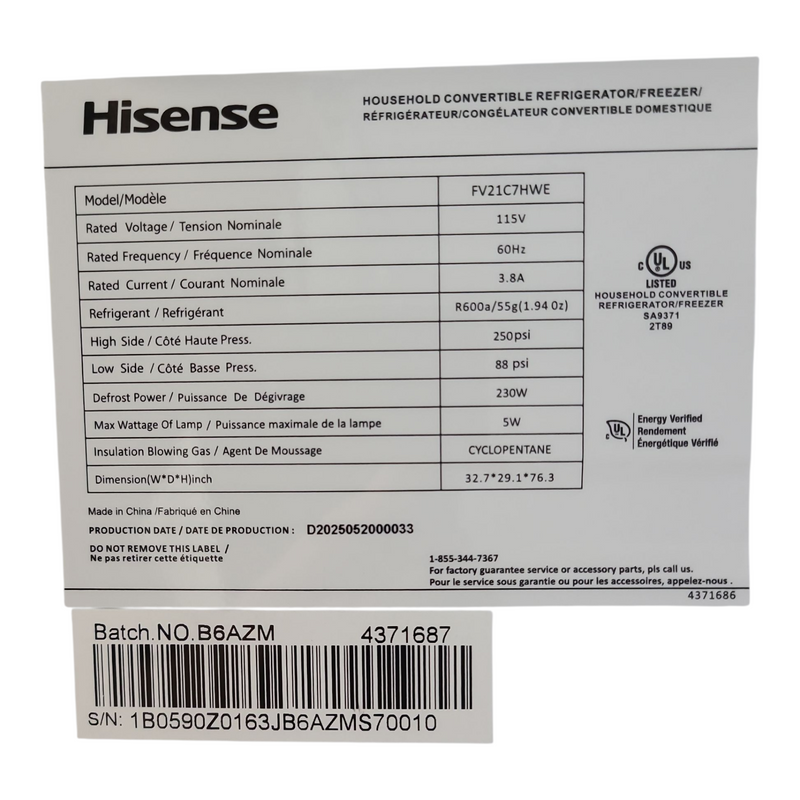 Hisense
HOUSEHOLD CONVERTIBLE REFRIGERATOR/FREEZER/
RÉFRIGÉRATEUR/CONGÉLATEUR CONVERTIBLE DOMESTIQUE
Model/Modèle FV21C7HWE
Rated Voltage / Tension Nominale 115V
Rated Frequency / Fréquence Nominale 60Hz
Rated Current / Courant Nominale 3.8A
Refrigerant / Refrigérant R600a/55g(1.94 Oz)
High Side / Côté Haute Press. 250psi
Low Side / Côté Basse Press. 88 psi
Defrost Power / Puissance De Dégivrage 230W
Max Wattage Of Lamp / Puissance maximale de la lampe 5W
Insulation Blowing Gas / Agent De Moussage CYCLOPENTANE
Dimension(W*D*H)inch 32.7*29.1*76.3
C UL US
LISTED
HOUSEHOLD CONVERTIBLE
REFRIGERATOR/FREEZER
SA9371
2T89
c UL
Energy Verified
Rendement
Énergétique Vérifié
Made in China /Fabriqué en Chine
PRODUCTION DATE / DATE DE PRODUCTION : D2025052000033
DO NOT REMOVE THIS LABEL /
Ne pas retirer cette étiquette
1-855-344-7367
For factory guarantee service or accessory parts, pls call us.
Pour le service sous garantie ou pour les accessoires, appelez-nous .
4371686
Batch.NO.B6AZM 4371687
S/N: 1B0590Z0163JB6AZMS70010